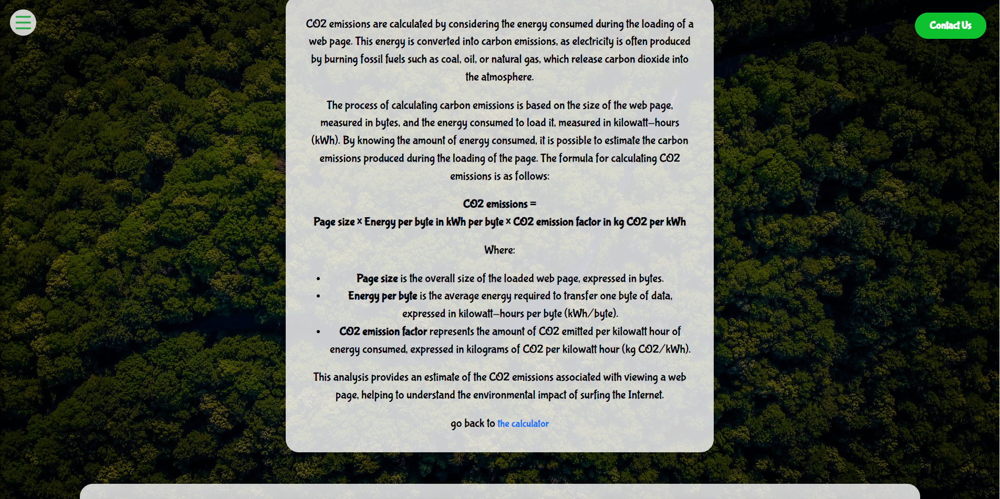 Contact Us
CO2 emissions are calculated by considering the energy consumed during the loading of a
web page. This energy is converted into carbon emissions, as electricity is often produced
by burning fossil fuels such as coal, oil, or natural gas, which release carbon dioxide into
the atmosphere.
The process of calculating carbon emissions is based on the size of the web page,
measured in bytes, and the energy consumed to load it, measured in kilowatt-hours
(kWh). By knowing the amount of energy consumed, it is possible to estimate the carbon
emissions produced during the loading of the page. The formula for calculating CO2
emissions is as follows:
CO2 emissions =
Page size × Energy per byte in kWh per byte × CO2 emission factor in kg CO2 per kWh
Where:
• Page size is the overall size of the loaded web page, expressed in bytes.
• Energy per byte is the average energy required to transfer one byte of data,
expressed in kilowatt-hours per byte (kWh/byte).
• CO2 emission factor represents the amount of CO2 emitted per kilowatt hour of
energy consumed, expressed in kilograms of CO2 per kilowatt hour (kg CO2/kWh).
This analysis provides an estimate of the CO2 emissions associated with viewing a web
page, helping to understand the environmental impact of surfing the Internet.
go back to the calculator